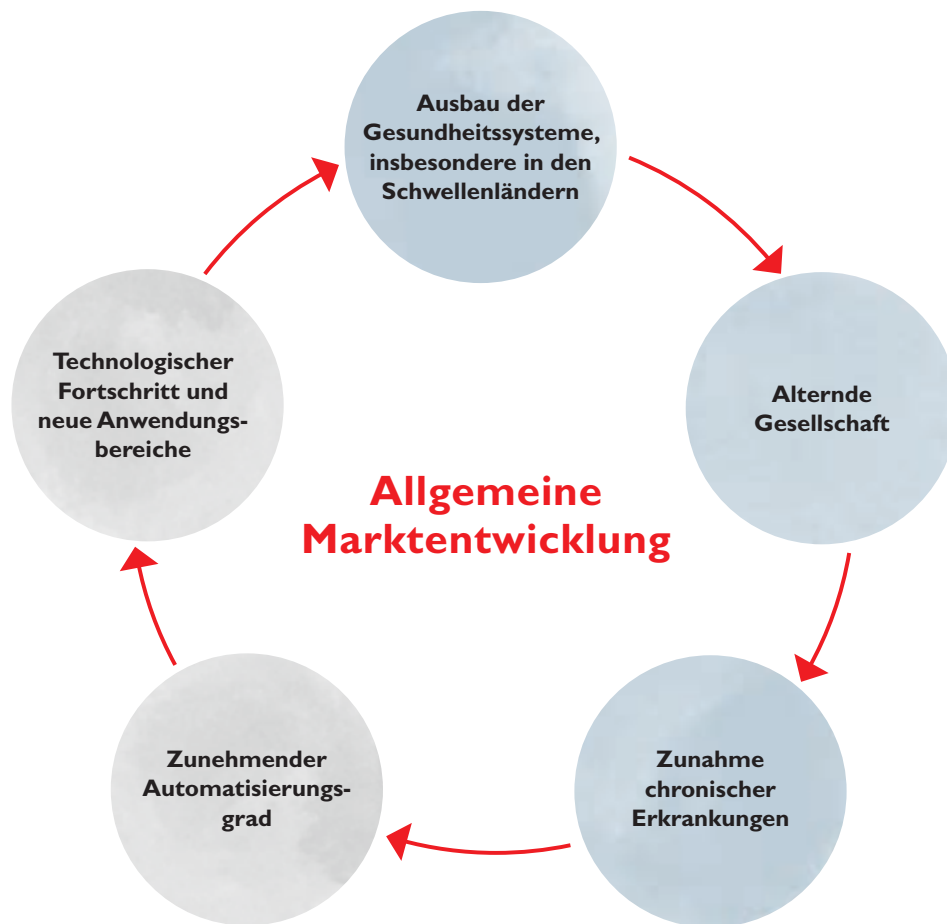 Ausbau der
Gesundheitssysteme,
insbesondere in den
Schwellenländern
Alternde
Gesellschaft
Zunahme
chronischer
Erkrankungen
Zunehmender
Automatisierungs-
grad
Technologischer
Fortschritt und
neue Anwendungs-
bereiche
Allgemeine
Marktentwicklung